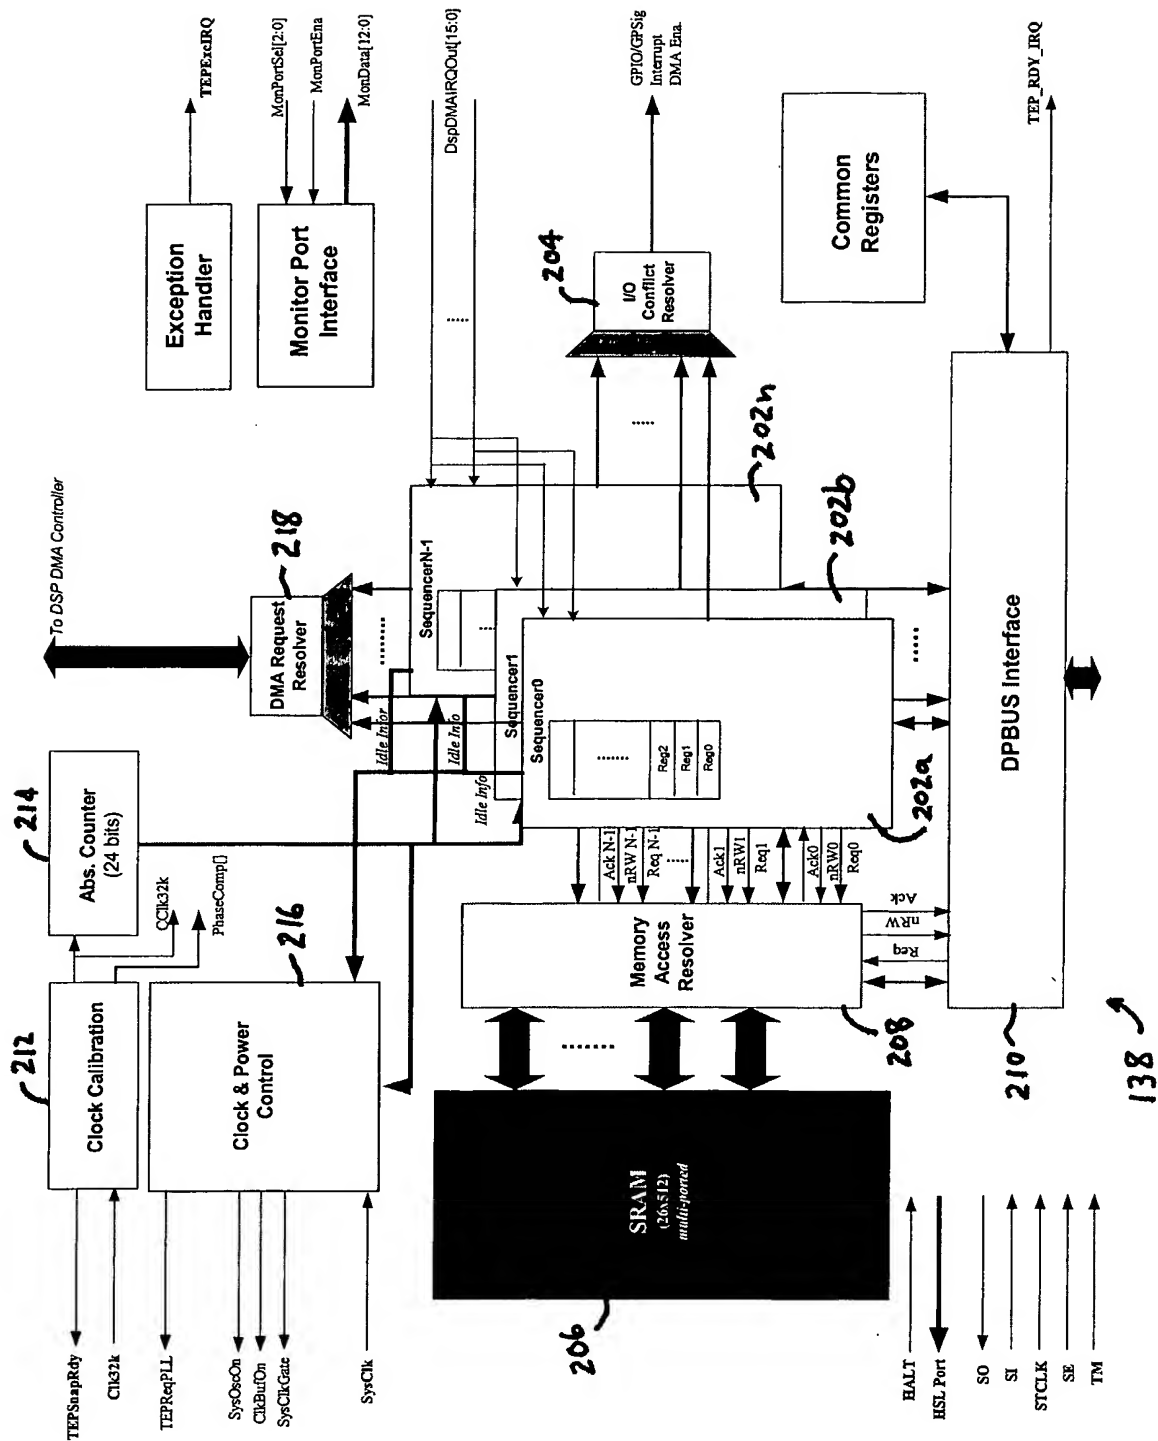 TEPSnapRdy
Clk32k
TEPReqPLL
SysOscOn
ClkBufOn
SysClkGate
SysClk
212
Clock Calibration
214
Abs. Counter
(24 bits)
CClk32k
PhaseComp[]
Clock & Power
Control
216
To DSP DMA Controller
DMA Request
Resolver
218
........
Exception
Handler
TEPExcIRQ
Monitor Port
Interface
MonPortSel[2:0]
MonPortEna
MonData[12:0]
DspDMAIRQOut[15:0]
.....
Idle Infor
Idle Info
Idle Info
SequencerN-1
.....
Sequencer1
Sequencer0
........
Reg2
Reg1
Reg0
202n
202b
202a
.....
204
I/O
Conflict
Resolver
GPIO/GPSig
Interrupt
DMA Ena.
206
SRAM
(26x512)
multi-ported
........
Memory
Access
Resolver
208
Ack N-1
nRW N-1
Req N-1
......
Ack1
nRW1
Req1
Ack0
nRW0
Req0
Req
nRW
Ack
.....
Common
Registers
210
DPBUS Interface
TEP_RDY_IRQ
HALT
HSL Port
SO
SI
STCLK
SE
TM
138